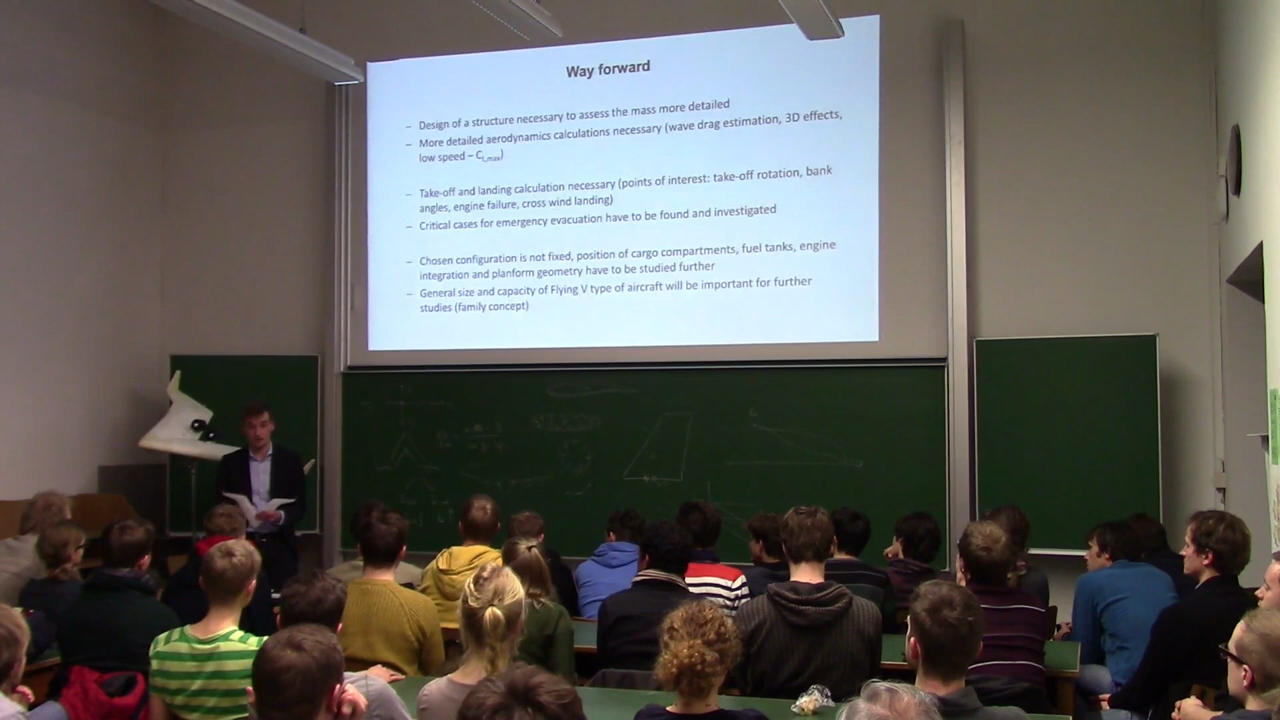 Way forward
– Design of a structure necessary to assess the mass more detailed
– More detailed aerodynamics calculations necessary (wave drag estimation, 3D effects,
low speed – CL,max)
– Take-off and landing calculation necessary (points of interest: take-off rotation, bank
angles, engine failure, cross wind landing)
– Critical cases for emergency evacuation have to be found and investigated
– Chosen configuration is not fixed, position of cargo compartments, fuel tanks, engine
integration and planform geometry have to be studied further
– General size and capacity of Flying V type of aircraft will be important for further
studies (family concept)